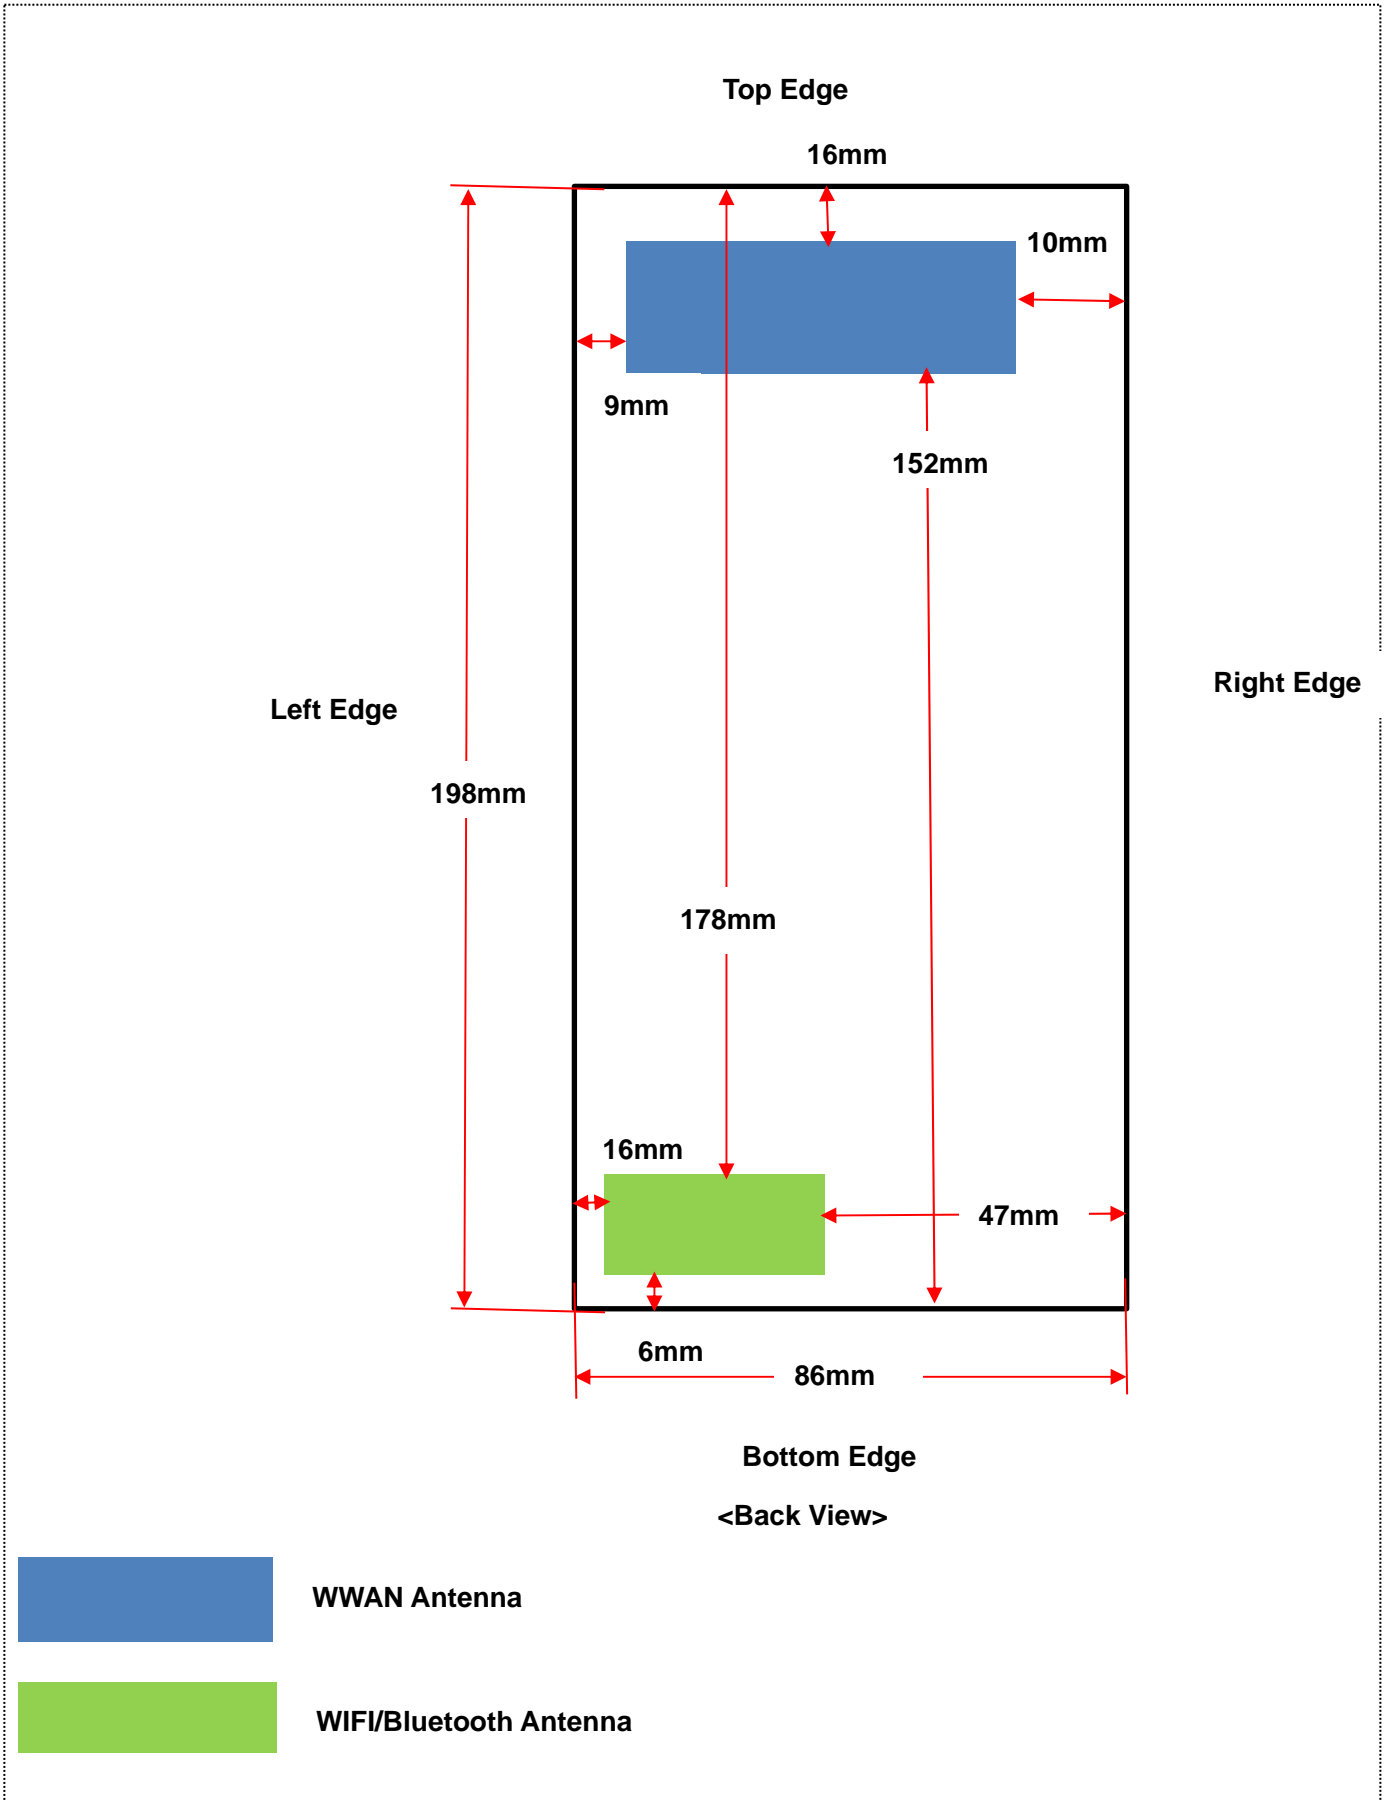 Top Edge
16mm
10mm
9mm
152mm
Right Edge
Left Edge
198mm
178mm
16mm
47mm
6mm
86mm
Bottom Edge
<Back View>
WWAN Antenna
WIFI/Bluetooth Antenna